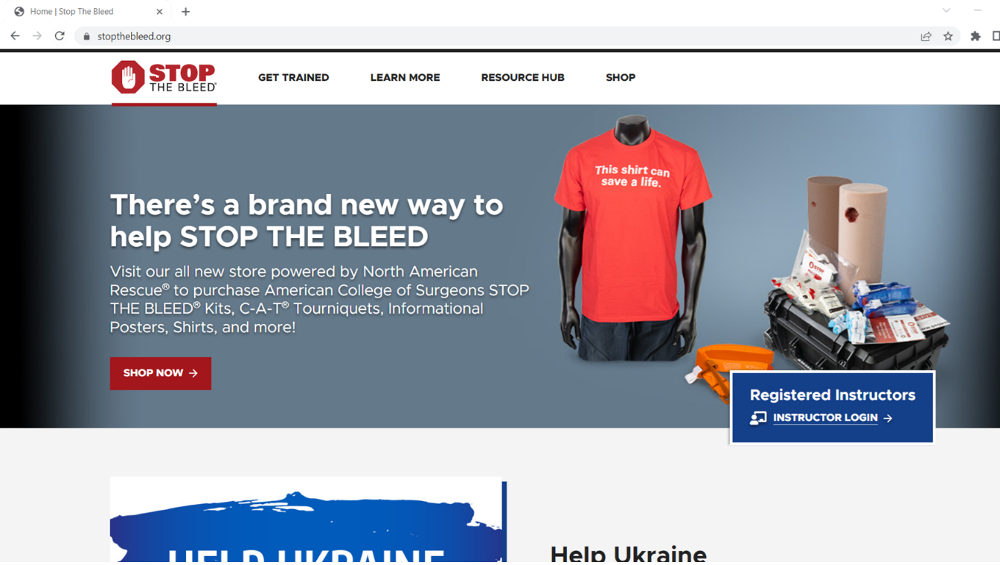 Home | Stop The Bleed
stopthebleed.org
STOP
THE BLEED®
GET TRAINED
LEARN MORE
RESOURCE HUB
SHOP
This shirt can
save a life.
There's a brand new way to
help STOP THE BLEED
Visit our all new store powered by North American
Rescue® to purchase American College of Surgeons STOP
THE BLEED® Kits, C-A-T® Tourniquets, Informational
Posters, Shirts, and more!
SHOP NOW →
STOP
Registered Instructors
INSTRUCTOR LOGIN →
HELP UKRAINE
Help Ukraine